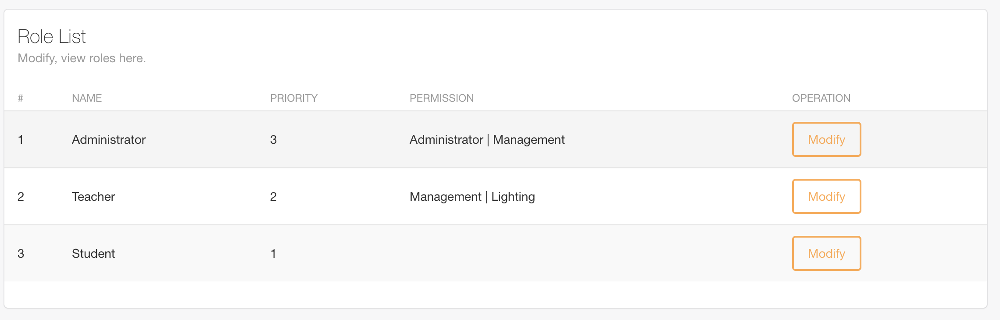 Role List
Modify, view roles here.
# NAME PRIORITY PERMISSION OPERATION
1 Administrator 3 Administrator | Management Modify
2 Teacher 2 Management | Lighting Modify
3 Student 1 Modify